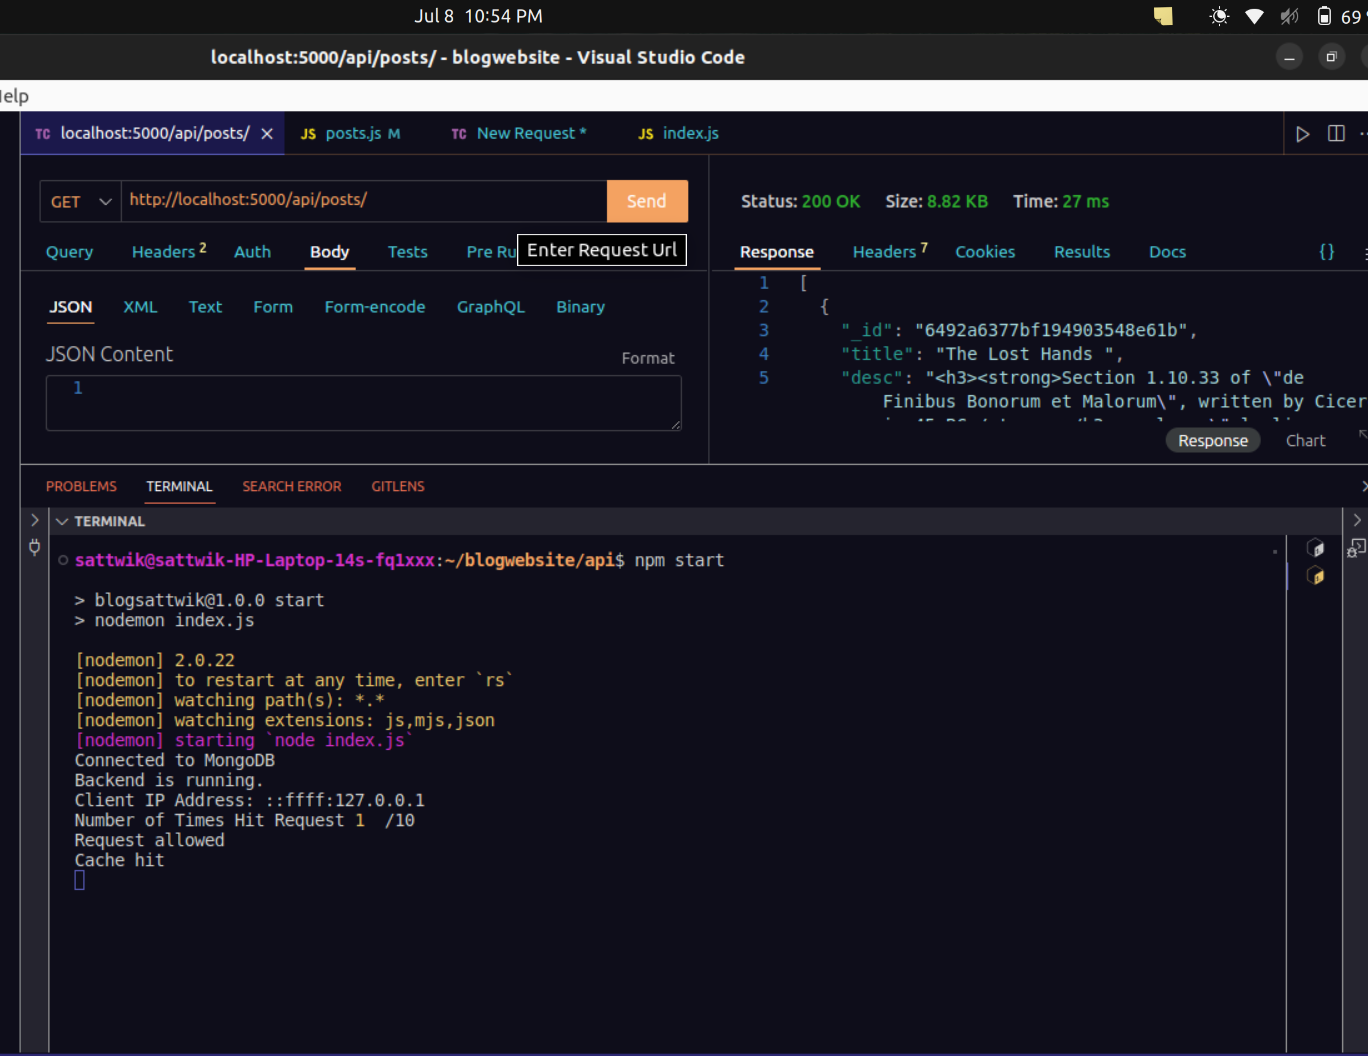 Jul 8 10:54 PM
69
localhost:5000/api/posts/ - blogwebsite - Visual Studio Code
elp
TC localhost:5000/api/posts/ JS posts.js M TC New Request * JS index.js
GET http://localhost:5000/api/posts/ Send
Status: 200 OK Size: 8.82 KB Time: 27 ms
Query Headers 2 Auth Body Tests Pre Ru
Enter Request Url
Response Headers 7 Cookies Results Docs {}
JSON XML Text Form Form-encode GraphQL Binary
JSON Content
Format
1
1 [
2 {
3 "_id": "6492a6377bf194903548e61b",
4 "title": "The Lost Hands ",
5 "desc": "<h3><strong>Section 1.10.33 of \"de
Finibus Bonorum et Malorum\", written by Cicer
Response Chart
PROBLEMS TERMINAL SEARCH ERROR GITLENS
TERMINAL
sattwik@sattwik-HP-Laptop-14s-fq1xxx:~/blogwebsite/api$ npm start
> blogsattwik@1.0.0 start
> nodemon index.js
[nodemon] 2.0.22
[nodemon] to restart at any time, enter `rs`
[nodemon] watching path(s): *.*
[nodemon] watching extensions: js,mjs,json
[nodemon] starting `node index.js`
Connected to MongoDB
Backend is running.
Client IP Address: ::ffff:127.0.0.1
Number of Times Hit Request 1 /10
Request allowed
Cache hit